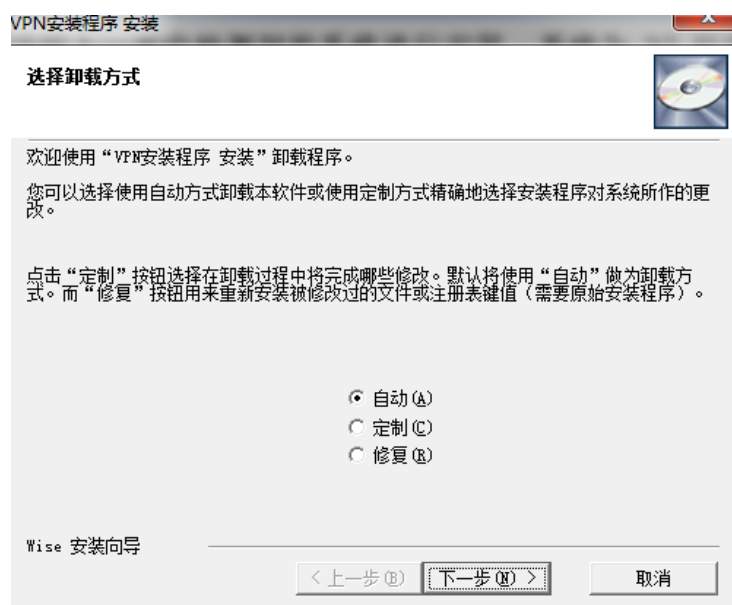 VPN安装程序 安装
选择卸载方式
欢迎使用“VPN安装程序 安装”卸载程序。
您可以选择使用自动方式卸载本软件或使用定制方式精确地选择安装程序对系统所作的更
改。
点击“定制”按钮选择在卸载过程中将完成哪些修改。默认将使用“自动”做为卸载方
式。而“修复”按钮用来重新安装被修改过的文件或注册表键值（需要原始安装程序）。
自动(A)
定制(C)
修复(R)
Wise 安装向导
< 上一步(B)
下一步(N) >
取消